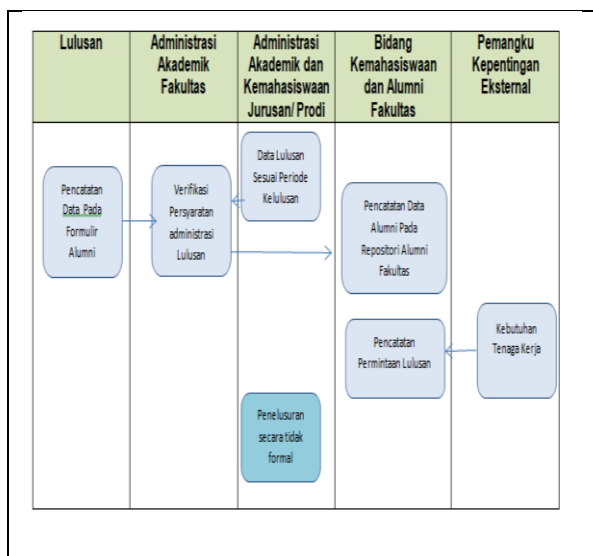 Lulusan
Administrasi
Akademik
Fakultas
Administrasi
Akademik dan
Kemahasiswaan
Jurusan/ Prodi
Bidang
Kemahasiswaan
dan Alumni
Fakultas
Pemangku
Kepentingan
Eksternal
Pencatatan
Data Pada
Formulir
Alumni
Verifikasi
Persyaratan
administrasi
Lulusan
Data Lulusan
Sesuai Periode
Kelulusan
Pencatatan Data
Alumni Pada
Repositori Alumni
Fakultas
Kebutuhan
Tenaga Kerja
Pencatatan
Permintaan Lulusan
Penelusuran
secara tidak
formal